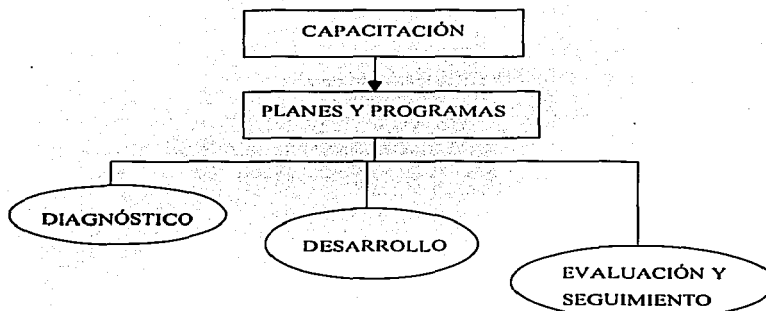 CAPACITACIÓN
PLANES Y PROGRAMAS
DIAGNÓSTICO
DESARROLLO
EVALUACIÓN Y
SEGUIMIENTO